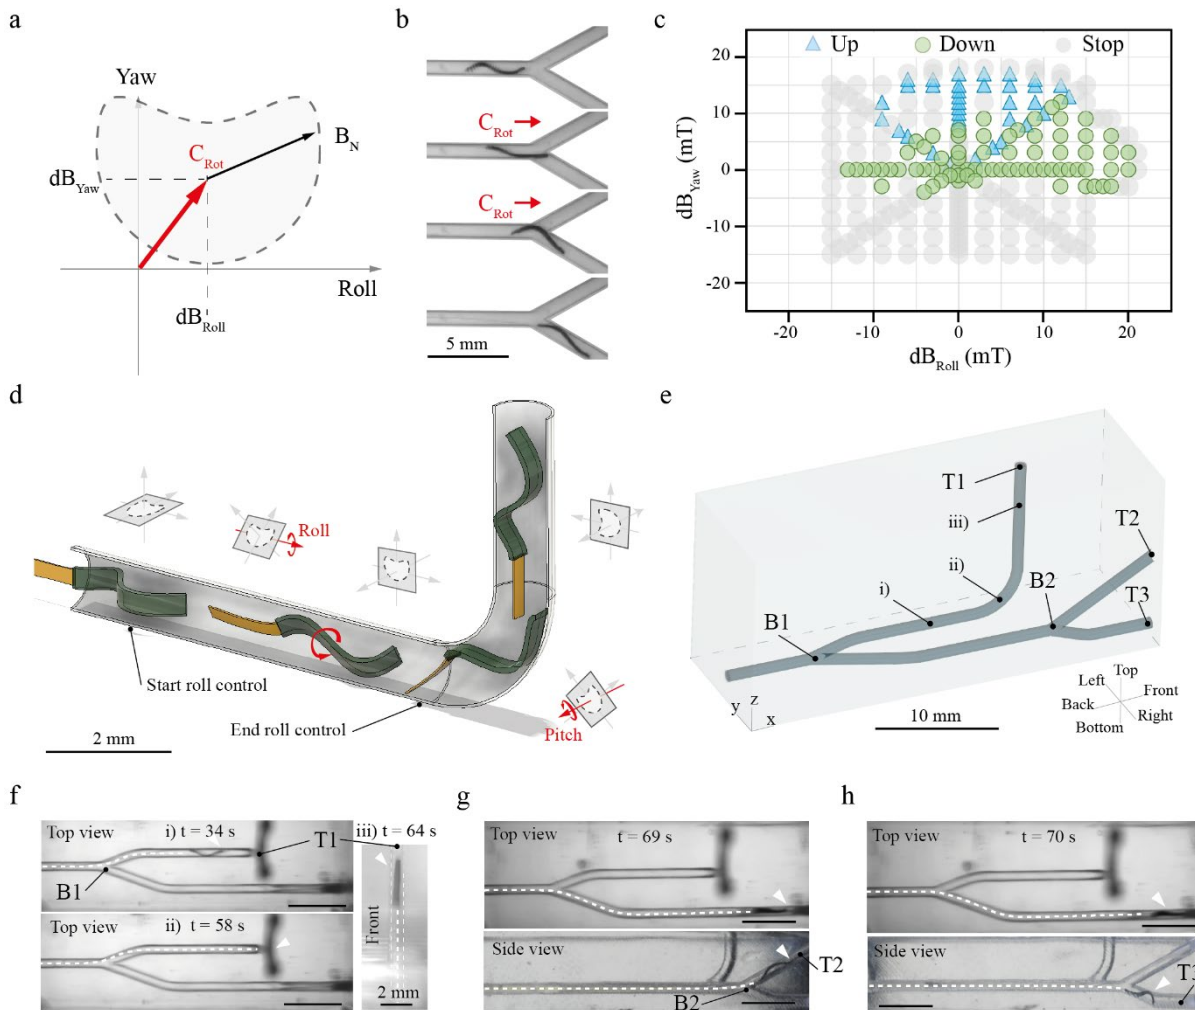 a
Yaw
C_Rot
B_N
dB_Yaw
Roll
dB_Roll
b
C_Rot
C_Rot
5 mm
c
Up
Down
Stop
20
10
0
-10
-20
dB_Yaw (mT)
-20
-10
0
10
20
dB_Roll (mT)
d
Roll
Start roll control
End roll control
Pitch
2 mm
e
T1
iii)
T2
ii)
B2
T3
i)
B1
y
z
x
10 mm
Top
Left
Front
Back
Right
Bottom
f
Top view
i) t = 34 s
T1
iii) t = 64 s
B1
Top view
ii) t = 58 s
Front
2 mm
g
Top view
t = 69 s
Side view
T2
B2
h
Top view
t = 70 s
Side view
T3